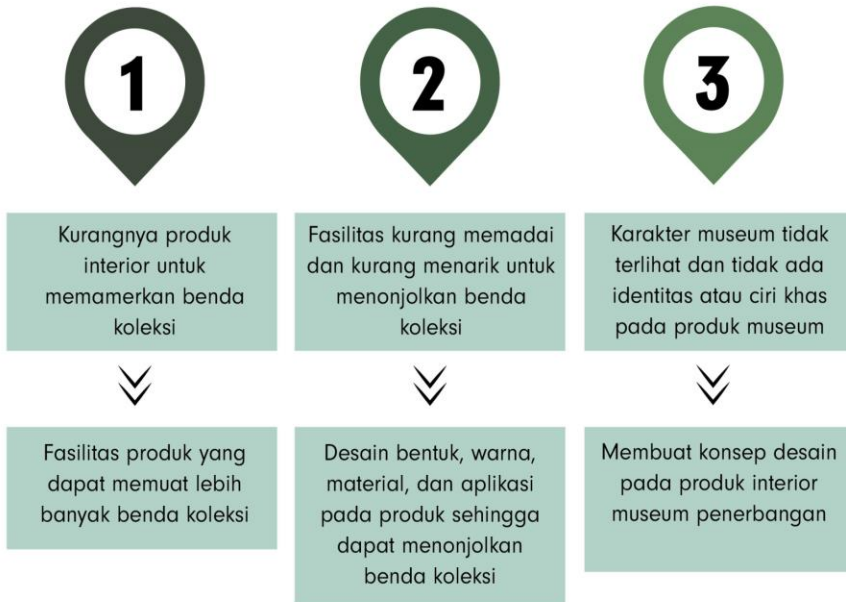 1
Kurangnya produk
interior untuk
memamerkan benda
koleksi
Fasilitas produk yang
dapat memuat lebih
banyak benda koleksi
2
Fasilitas kurang memadai
dan kurang menarik untuk
menonjolkan benda
koleksi
Desain bentuk, warna,
material, dan aplikasi
pada produk sehingga
dapat menonjolkan
benda koleksi
3
Karakter museum tidak
terlihat dan tidak ada
identitas atau ciri khas
pada produk museum
Membuat konsep desain
pada produk interior
museum penerbangan